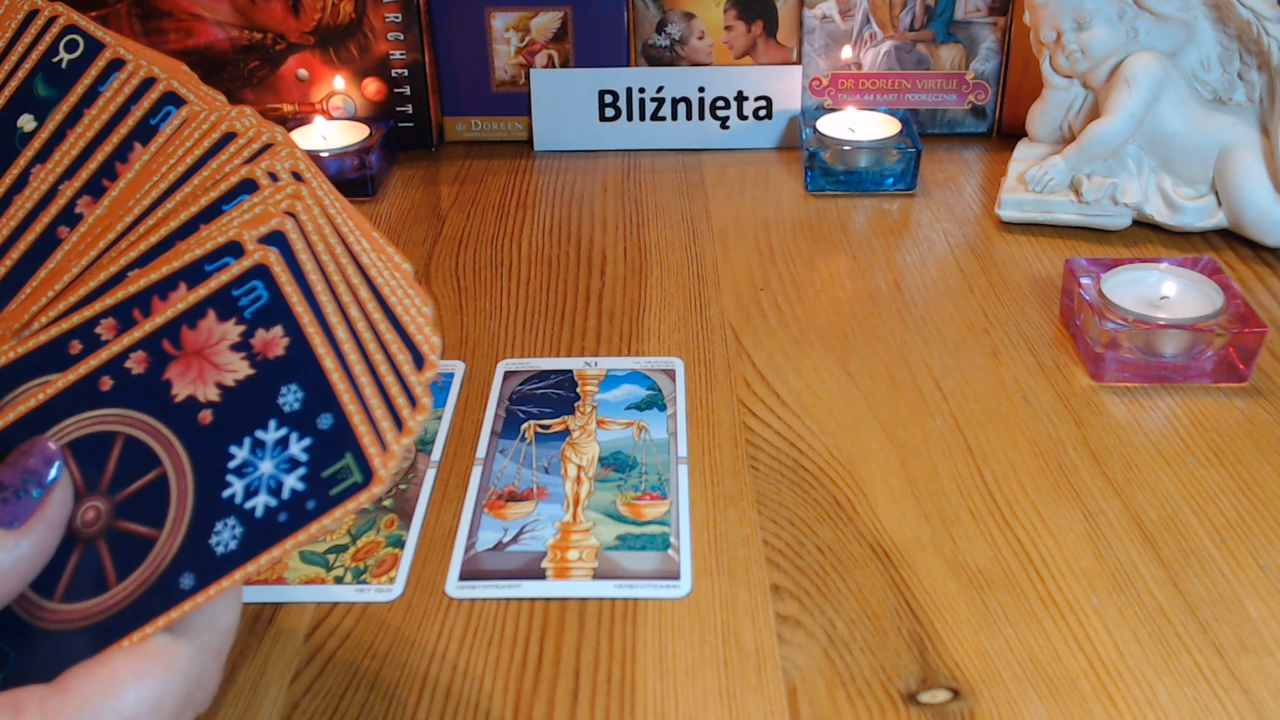 ARCHETTI
dr DOREEN
Bliźnięta
DR DOREEN VIRTUE
TALIA 44 KART I PODRĘCZNIK
XI